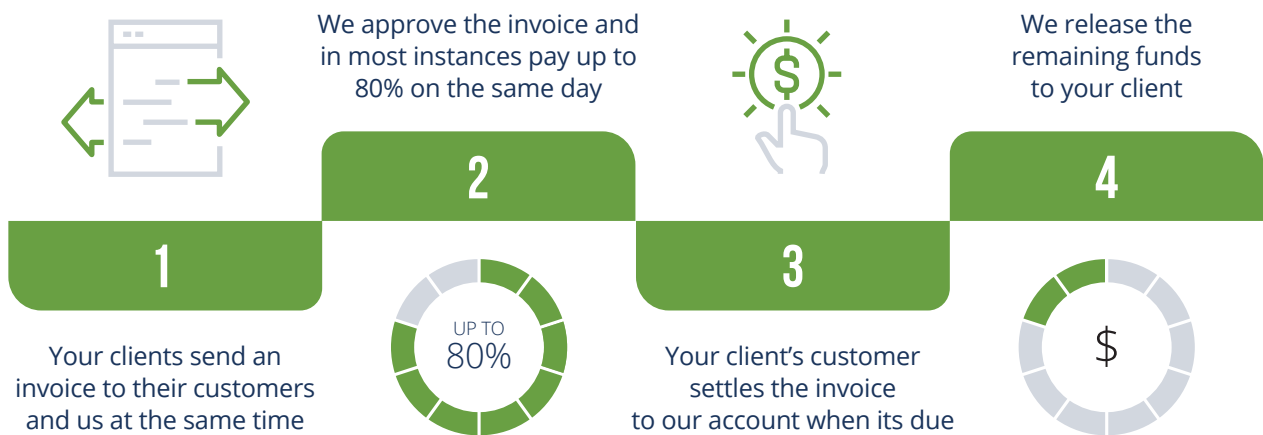 1
Your clients send an
invoice to their customers
and us at the same time
We approve the invoice and
in most instances pay up to
80% on the same day
2
UP TO
80%
$
3
Your client’s customer
settles the invoice
to our account when its due
We release the
remaining funds
to your client
4
$